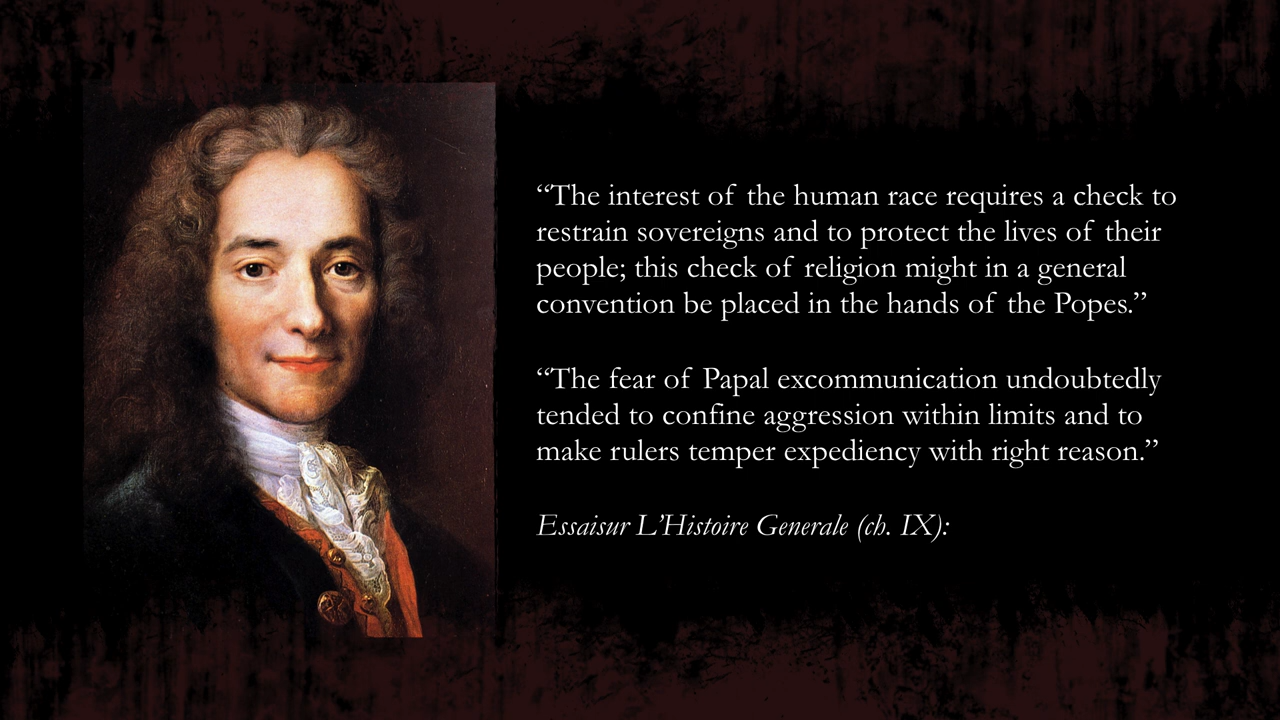 “The interest of the human race requires a check to
restrain sovereigns and to protect the lives of their
people; this check of religion might in a general
convention be placed in the hands of the Popes.”
“The fear of Papal excommunication undoubtedly
tended to confine aggression within limits and to
make rulers temper expediency with right reason.”
Essaisur L’Histoire Generale (ch. IX):